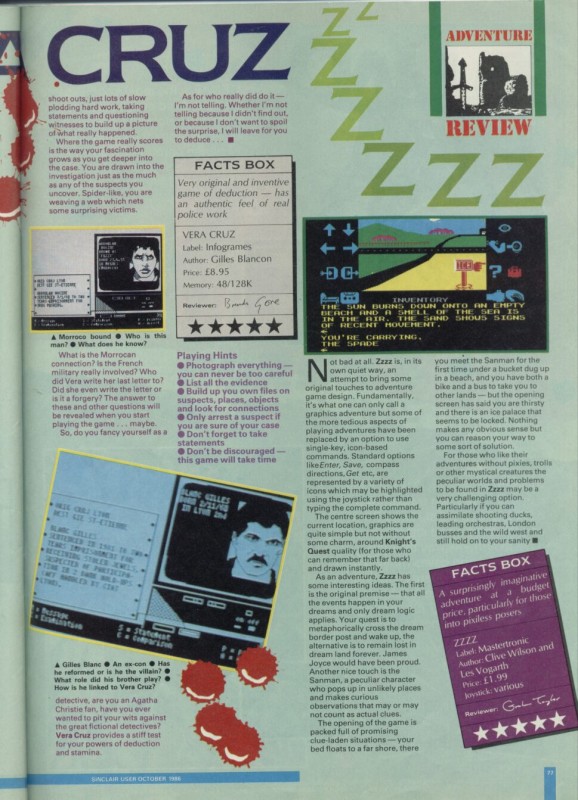 CRUZ
shoot outs, just lots of slow
plodding hard work, taking
statements and questioning
witnesses to build up a picture
of what really happened.
Where the game really scores
is the way your fascination
grows as you get deeper into
the case. You are drawn into the
investigation just as the much
as any of the suspects you
uncover. Spider-like, you are
weaving a web which nets
some surprising victims.
▲ Morroco bound ● Who is this
man? ● What does he know?
What is the Morrocan
connection? Is the French
military really involved? Who
did Vera write her last letter to?
Did she even write the letter or
is it a forgery? The answer to
these and other questions will
be revealed when you start
playing the game . . . maybe.
So, do you fancy yourself as a
As for who really did do it —
I'm not telling. Whether I'm not
telling because I didn't find out,
or because I don't want to spoil
the surprise, I will leave for you
to deduce . . . ■
FACTS BOX
Very original and inventive
game of deduction — has
an authentic feel of real
police work
VERA CRUZ
Label: Infogrames
Author: Gilles Blancon
Price: £8.95
Memory: 48/128K
Reviewer:
★★★★★
Playing Hints
● Photograph everything —
you can never be too careful
● List all the evidence
● Build up you own files on
suspects, places, objects
and look for connections
● Only arrest a suspect if
you are sure of your case
● Don't forget to take
statements
● Don't be discouraged —
this game will take time
BLANC GILLES
▲ Gilles Blanc ● An ex-con ● Has
he reformed or is he the villain? ●
What role did his brother play? ●
How is he linked to Vera Cruz?
detective, are you an Agatha
Christie fan, have you ever
wanted to pit your wits against
the great fictional detectives?
Vera Cruz provides a stiff test
for your powers of deduction
and stamina.
Z Z Z Z Z Z Z
ADVENTURE
REVIEW
INVENTORY
THE SUN BURNS DOWN ONTO AN EMPTY
BEACH AND A SMELL OF THE SEA IS
IN THE AIR. THE SAND SHOWS SIGNS
OF RECENT MOVEMENT.
YOU'RE CARRYING.
THE SPADE
Not bad at all. Zzzz is, in its
own quiet way, an
attempt to bring some
original touches to adventure
game design. Fundamentally,
it's what one can only call a
graphics adventure but some of
the more tedious aspects of
playing adventures have been
replaced by an option to use
single-key, icon-based
commands. Standard options
like Enter, Save, compass
directions, Get etc, are
represented by a variety of
icons which may be highlighted
using the joystick rather than
typing the complete command.
The centre screen shows the
current location, graphics are
quite simple but not without
some charm, around Knight's
Quest quality (for those who
can remember that far back)
and drawn instantly.
As an adventure, Zzzz has
some interesting ideas. The first
is the original premise — that all
the events happen in your
dreams and only dream logic
applies. Your quest is to
metaphorically cross the dream
border post and wake up, the
alternative is to remain lost in
dream land forever. James
Joyce would have been proud.
Another nice touch is the
Sanman, a peculiar character
who pops up in unlikely places
and makes curious
observations that may or may
not count as actual clues.
The opening of the game is
packed full of promising
clue-laden situations — your
bed floats to a far shore, there
you meet the Sanman for the
first time under a bucket dug up
in a beach, and you have both a
bike and a bus to take you to
other lands — but the opening
screen has said you are thirsty
and there is an ice palace that
seems to be locked. Nothing
makes any obvious sense but
you can reason your way to
some sort of solution.
For those who like their
adventures without pixies, trolls
or other mystical creatures the
peculiar worlds and problems
to be found in Zzzz may be a
very challenging option.
Particularly if you can
assimilate shooting ducks,
leading orchestras, London
busses and the wild west and
still hold on to your sanity ■
FACTS BOX
A surprisingly imaginative
adventure at a budget
price, particularly for those
into pixiless posers
ZZZZ
Label: Mastertronic
Author: Clive Wilson and
Les Vogarth
Price: £1.99
Joystick: various
Reviewer: Graham Taylor
★★★★★
SINCLAIR USER OCTOBER 1986
77